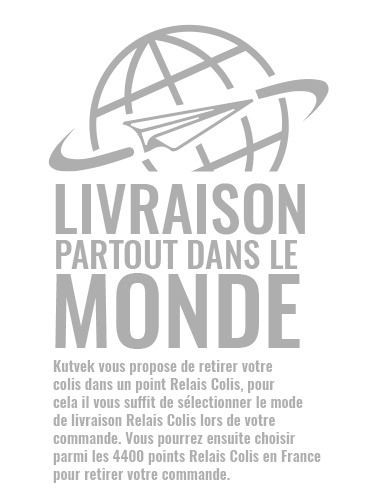 LIVRAISON
PARTOUT DANS LE
MONDE
Kutvek vous propose de retirer votre
colis dans un point Relais Colis, pour
cela il vous suffit de sélectionner le mode
de livraison Relais Colis lors de votre
commande. Vous pourrez ensuite choisir
parmi les 4400 points Relais Colis en France
pour retirer votre commande.